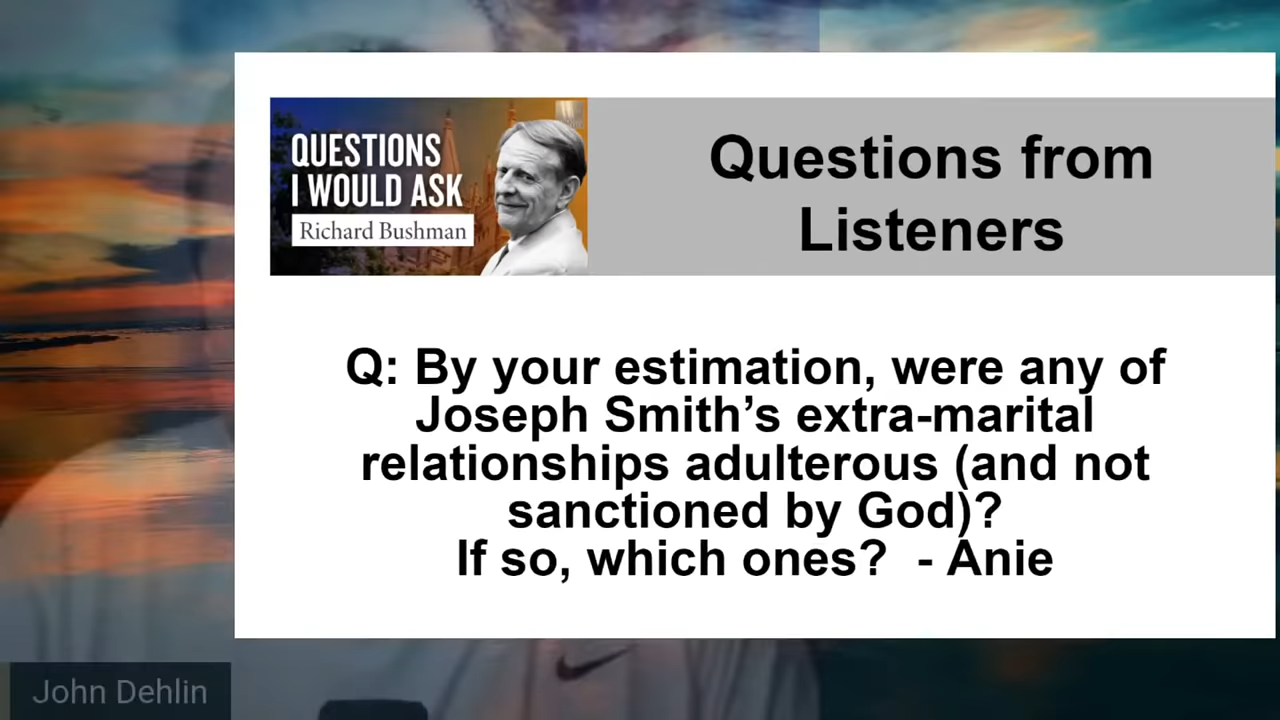 QUESTIONS
I WOULD ASK
Richard Bushman
Questions from
Listeners
Q: By your estimation, were any of
Joseph Smith’s extra-marital
relationships adulterous (and not
sanctioned by God)?
If so, which ones?  - Anie
John Dehlin